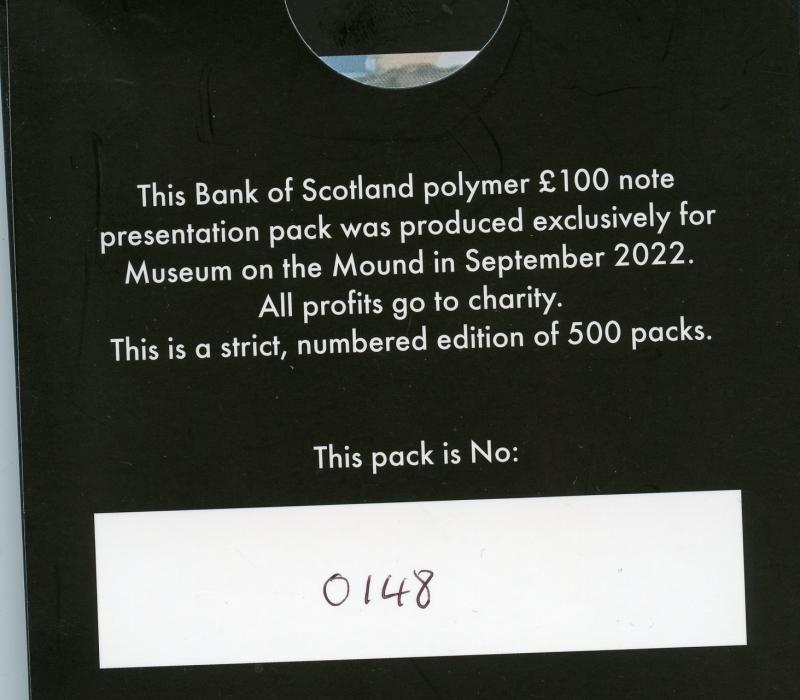 This Bank of Scotland polymer £100 note
presentation pack was produced exclusively for
Museum on the Mound in September 2022.
All profits go to charity.
This is a strict, numbered edition of 500 packs.
This pack is No:
0148